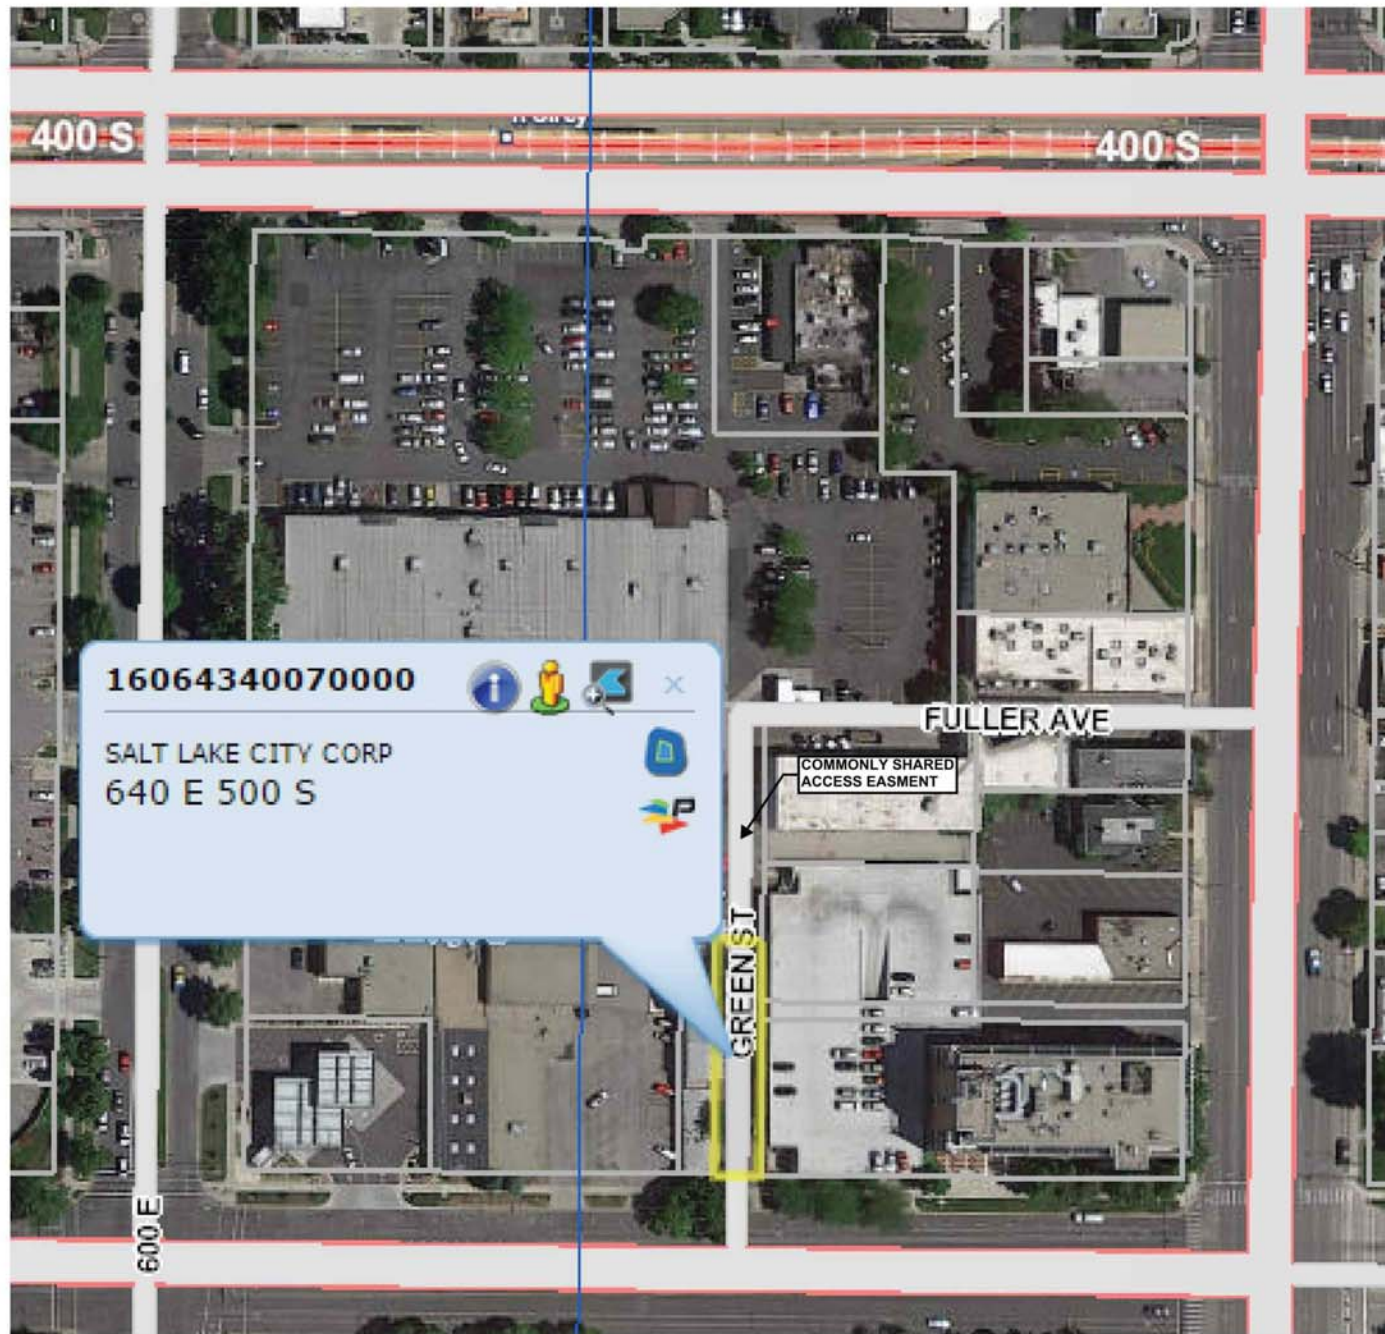 400 S
400 S
16064340070000
SALT LAKE CITY CORP
640 E 500 S
FULLER AVE
COMMONLY SHARED
ACCESS EASMENT
GREEN ST
600 E
P